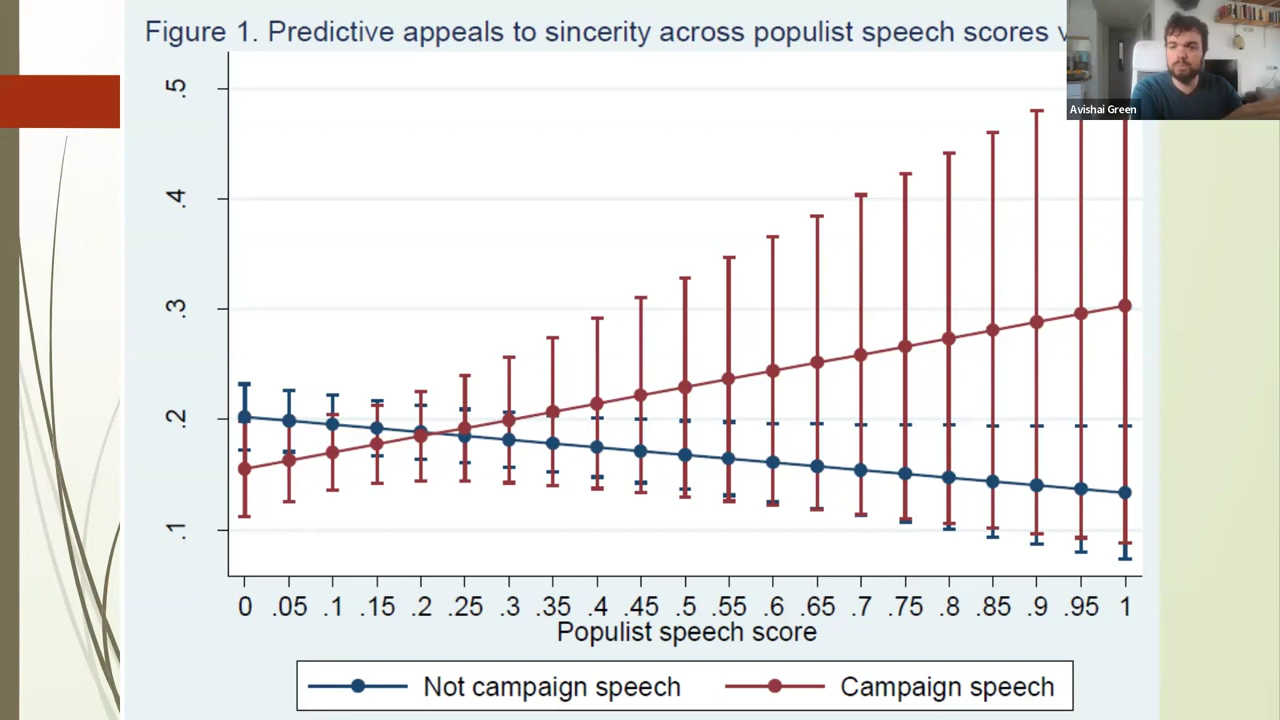 Figure 1. Predictive appeals to sincerity across populist speech scores
Avishai Green
.5
.4
.3
.2
.1
0 .05 .1 .15 .2 .25 .3 .35 .4 .45 .5 .55 .6 .65 .7 .75 .8 .85 .9 .95 1
Populist speech score
Not campaign speech Campaign speech